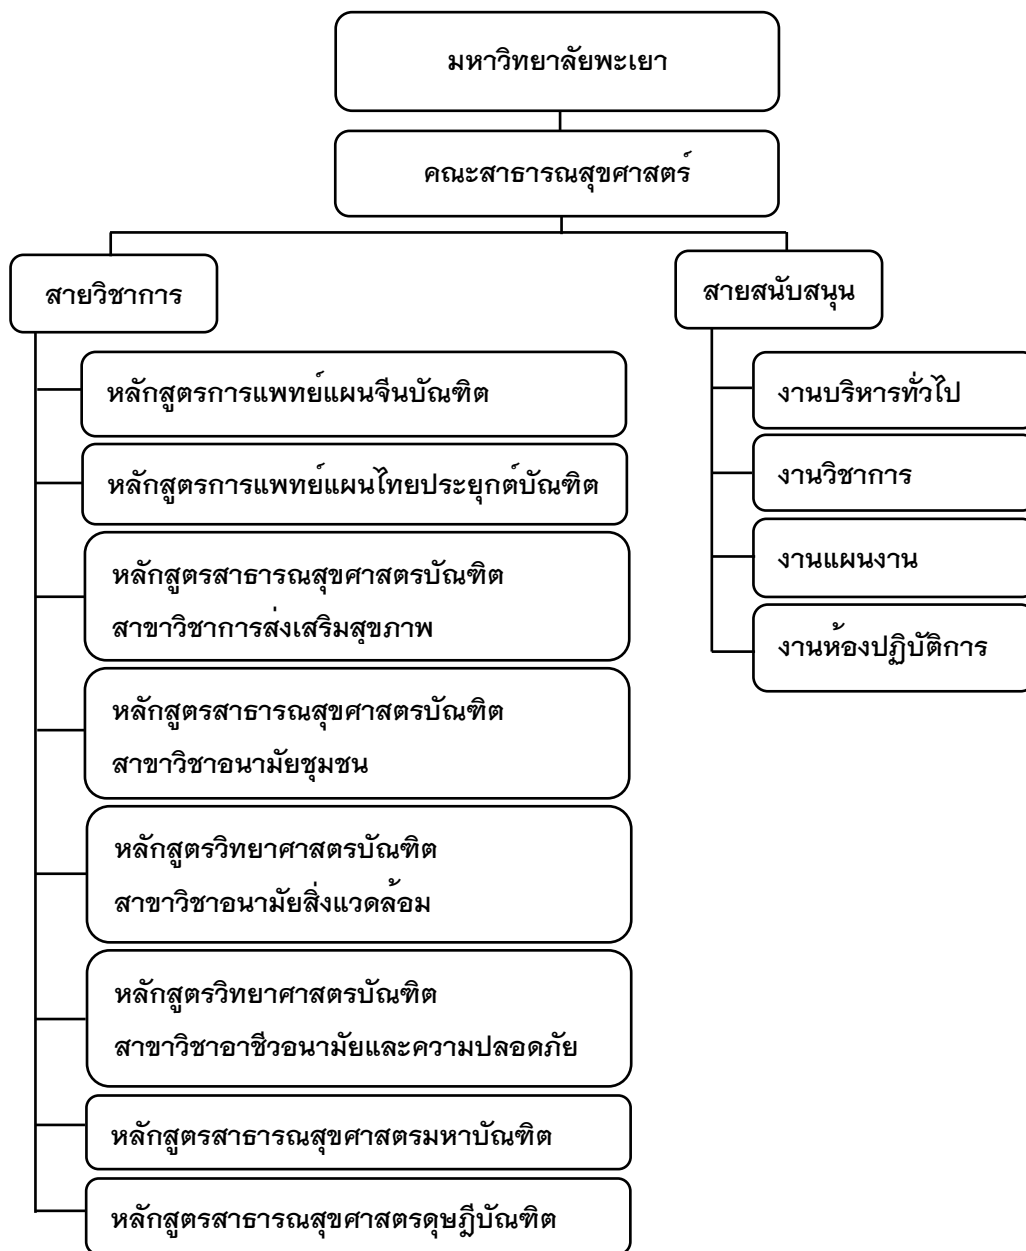 มหาวิทยาลัยพะเยา
คณะสาธารณสุขศาสตร์
สายวิชาการ
หลักสูตรการแพทย์แผนจีนบัณฑิต
หลักสูตรการแพทย์แผนไทยประยุกต์บัณฑิต
หลักสูตรสาธารณสุขศาสตรบัณฑิต
สาขาวิชาการส่งเสริมสุขภาพ
หลักสูตรสาธารณสุขศาสตรบัณฑิต
สาขาวิชาอนามัยชุมชน
หลักสูตรวิทยาศาสตรบัณฑิต
สาขาวิชาอนามัยสิ่งแวดล้อม
หลักสูตรวิทยาศาสตรบัณฑิต
สาขาวิชาอาชีวอนามัยและความปลอดภัย
หลักสูตรสาธารณสุขศาสตรมหาบัณฑิต
หลักสูตรสาธารณสุขศาสตรดุษฎีบัณฑิต
สายสนับสนุน
งานบริหารทั่วไป
งานวิชาการ
งานแผนงาน
งานห้องปฏิบัติการ